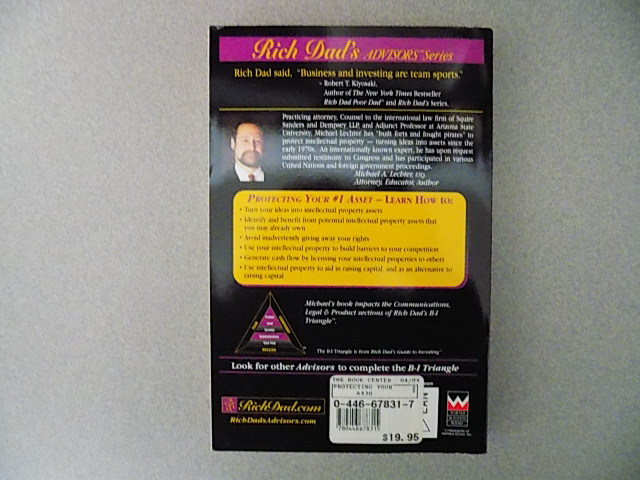 Rich Dad's ADVISORS™ Series
Rich Dad said, "Business and investing are team sports."
- Robert T. Kiyosaki,
Author of The New York Times Bestseller
Rich Dad Poor Dad™ and Rich Dad's Series.
Practicing attorney, Counsel to the international law firm of Squire
Sanders and Dempsey LLP, and Adjunct Professor at Arizona State
University, Michael Lechter has "built forts and fought pirates" to
protect intellectual property — turning ideas into assets since the
early 1970s. An internationally known expert, he has upon request
submitted testimony to Congress and has participated in various
United Nations and foreign government proceedings.
Michael A. Lechter, esq.
Attorney, Educator, Author
PROTECTING YOUR #1 ASSET – LEARN HOW TO:
• Turn your ideas into intellectual property assets
• Identify and benefit from potential intellectual property assets that
you may already own
• Avoid inadvertently giving away your rights
• Use your intellectual property to build barriers to your competition
• Generate cash flow by licensing your intellectual properties to others
• Use intellectual property to aid in raising capital, and as an alternative to
raising capital
Michael's book impacts the Communications,
Legal & Product sections of Rich Dad's B-I
Triangle™.
The B-I Triangle is from Rich Dad's Guide to Investing™
Look for other Advisors to complete the B-I Triangle
RichDad.com
RichDadsAdvisors.com
THE BOOK CENTER 04/04
PROTECTING YOUR
6430
0-446-67831-7
$19.95